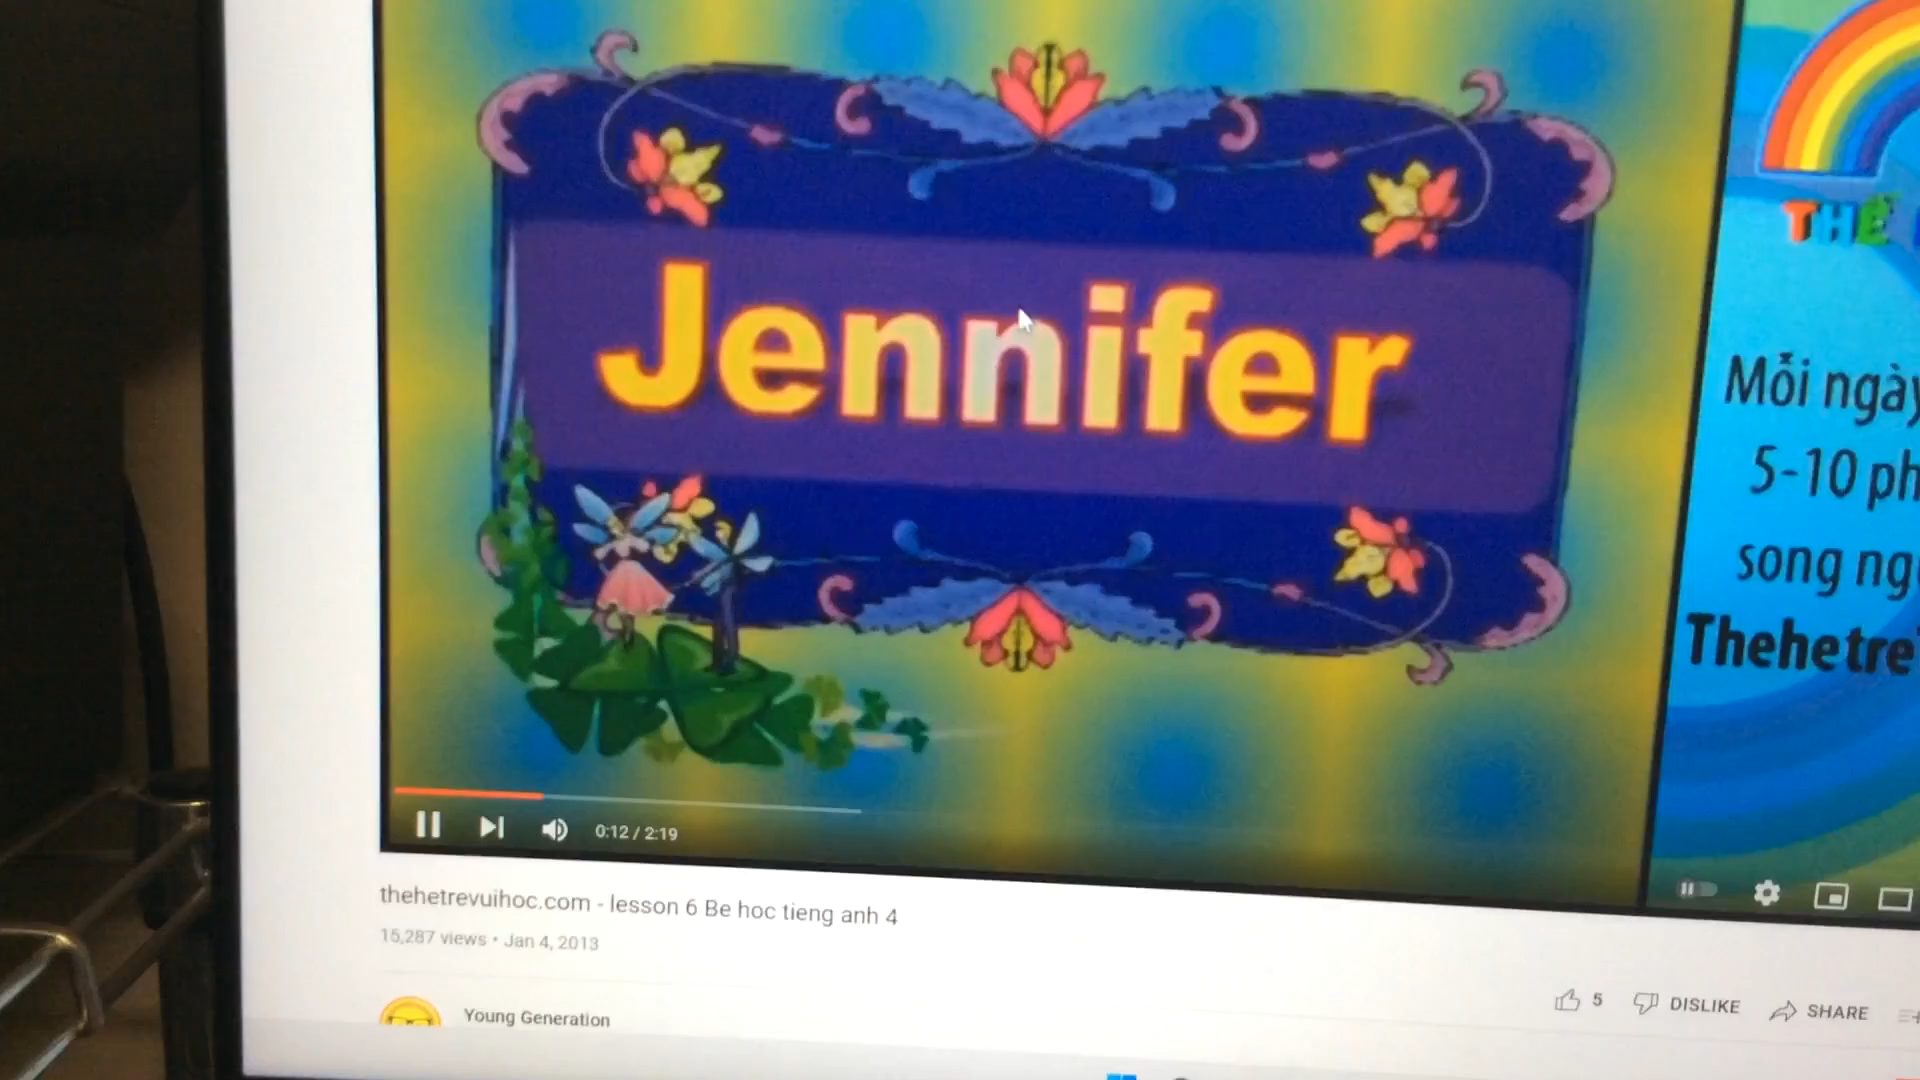 Jennifer
THẾ
Mỗi ngày
5-10 ph
song ng
Thehetre
0:12 / 2:19
thehetrevuihoc.com - lesson 6 Be hoc tieng anh 4
15,287 views • Jan 4, 2013
5 DISLIKE SHARE
Young Generation